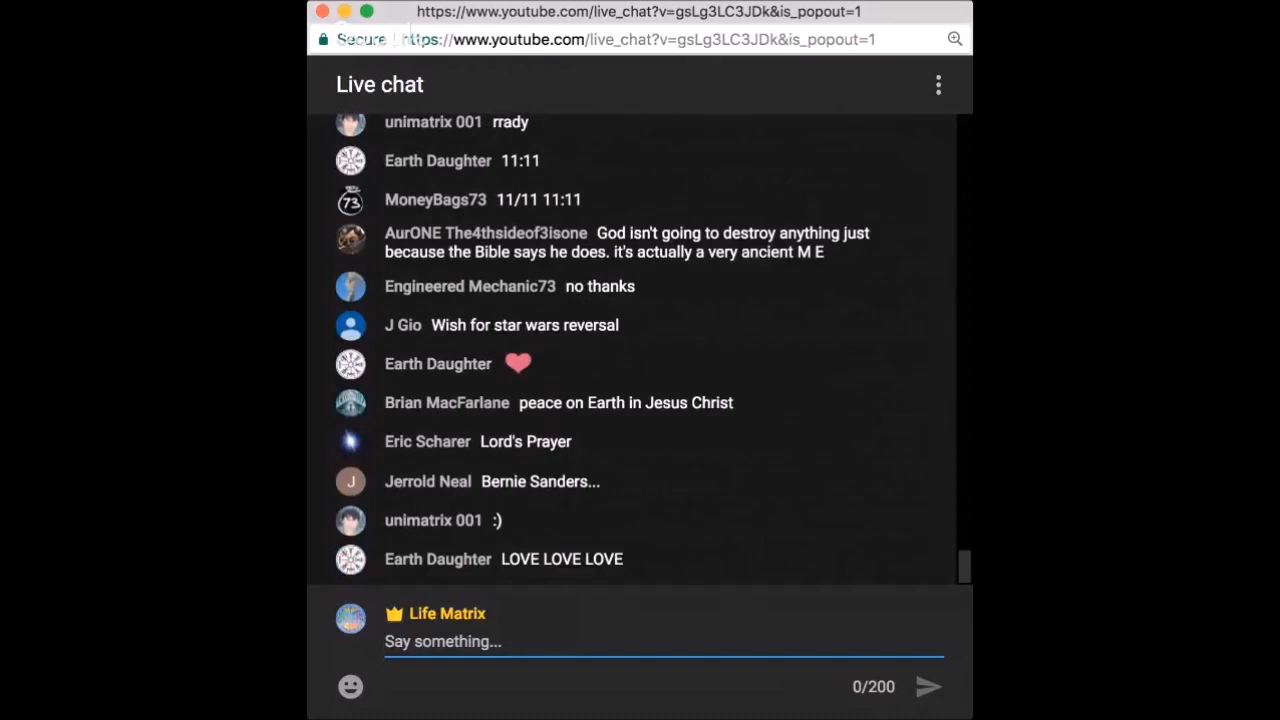 https://www.youtube.com/live_chat?v=gsLg3LC3JDk&is_popout=1
Secure https://www.youtube.com/live_chat?v=gsLg3LC3JDk&is_popout=1
Live chat
unimatrix 001 rrady
Earth Daughter 11:11
73 MoneyBags73 11/11 11:11
AurONE The4thsideof3isone God isn't going to destroy anything just
because the Bible says he does. it's actually a very ancient M E
Engineered Mechanic73 no thanks
J Gio Wish for star wars reversal
Earth Daughter
Brian MacFarlane peace on Earth in Jesus Christ
Eric Scharer Lord's Prayer
J Jerrold Neal Bernie Sanders...
unimatrix 001 :)
Earth Daughter LOVE LOVE LOVE
Life Matrix
Say something...
0/200